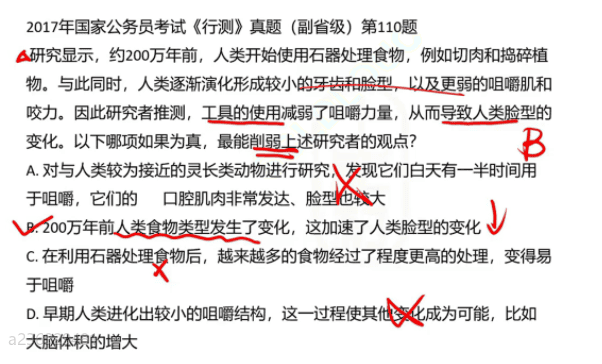 2017年国家公务员考试《行测》真题（副省级）第110题
研究显示，约200万年前，人类开始使用石器处理食物，例如切肉和捣碎植
物。与此同时，人类逐渐演化形成较小的牙齿和脸型，以及更弱的咀嚼肌和
咬力。因此研究者推测，工具的使用减弱了咀嚼力量，从而导致人类脸型的
变化。以下哪项如果为真，最能削弱上述研究者的观点？
B
A. 对与人类较为接近的灵长类动物进行研究，发现它们白天有一半时间用
于咀嚼，它们的 口腔肌肉非常发达、脸型也较大
B. 200万年前人类食物类型发生了变化，这加速了人类脸型的变化
C. 在利用石器处理食物后，越来越多的食物经过了程度更高的处理，变得易
于咀嚼
D. 早期人类进化出较小的咀嚼结构，这一过程使其他变化成为可能，比如
大脑体积的增大